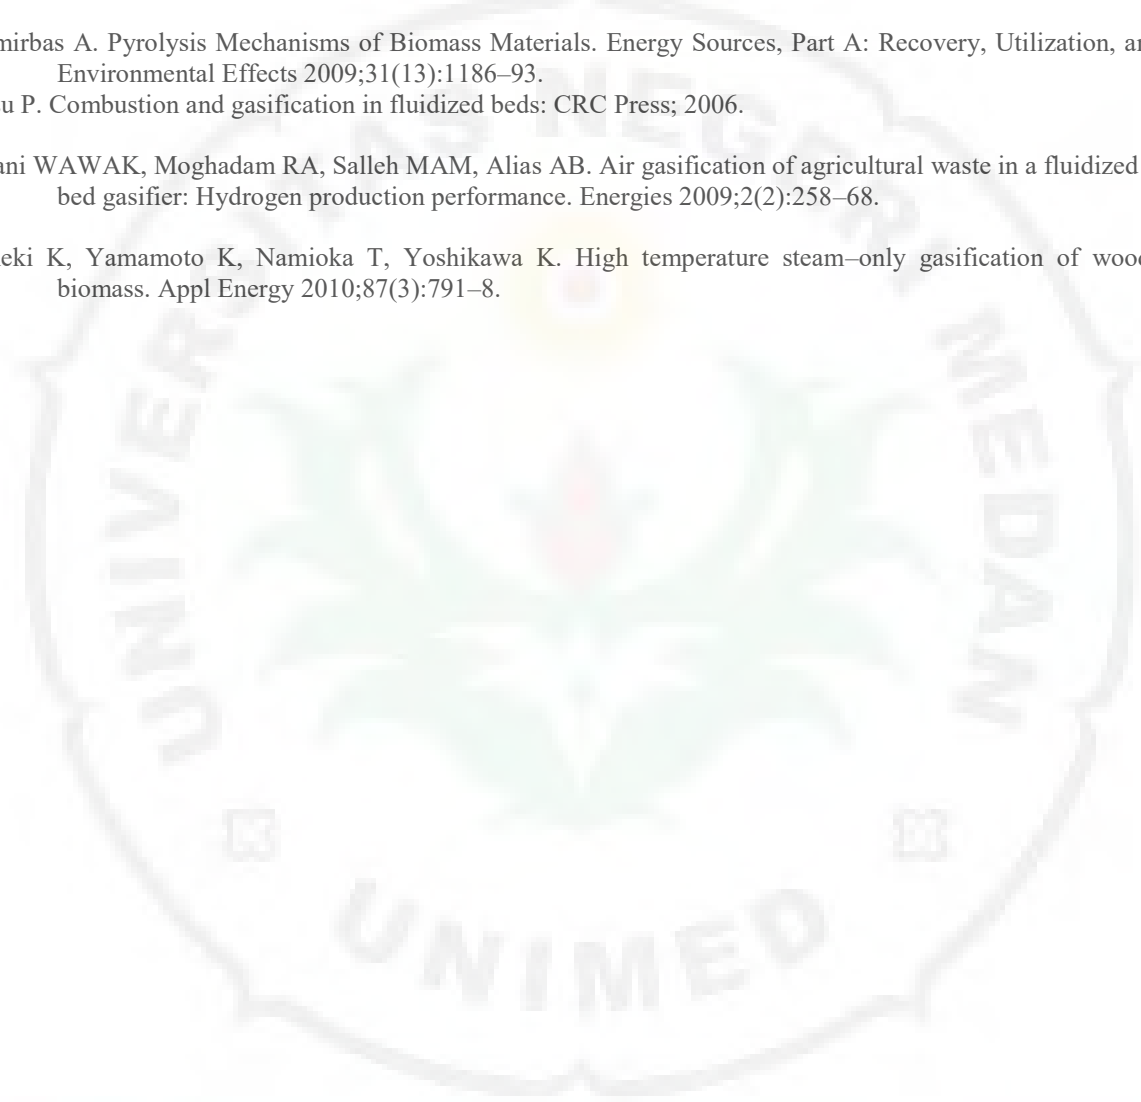 mirbas A. Pyrolysis Mechanisms of Biomass Materials. Energy Sources, Part A: Recovery, Utilization, an
Environmental Effects 2009;31(13):1186–93.
u P. Combustion and gasification in fluidized beds: CRC Press; 2006.
ani WAWAK, Moghadam RA, Salleh MAM, Alias AB. Air gasification of agricultural waste in a fluidized
bed gasifier: Hydrogen production performance. Energies 2009;2(2):258–68.
eki K, Yamamoto K, Namioka T, Yoshikawa K. High temperature steam–only gasification of wood
biomass. Appl Energy 2010;87(3):791–8.
UNIVERSITAS NEGERI MEDAN
UNIMED